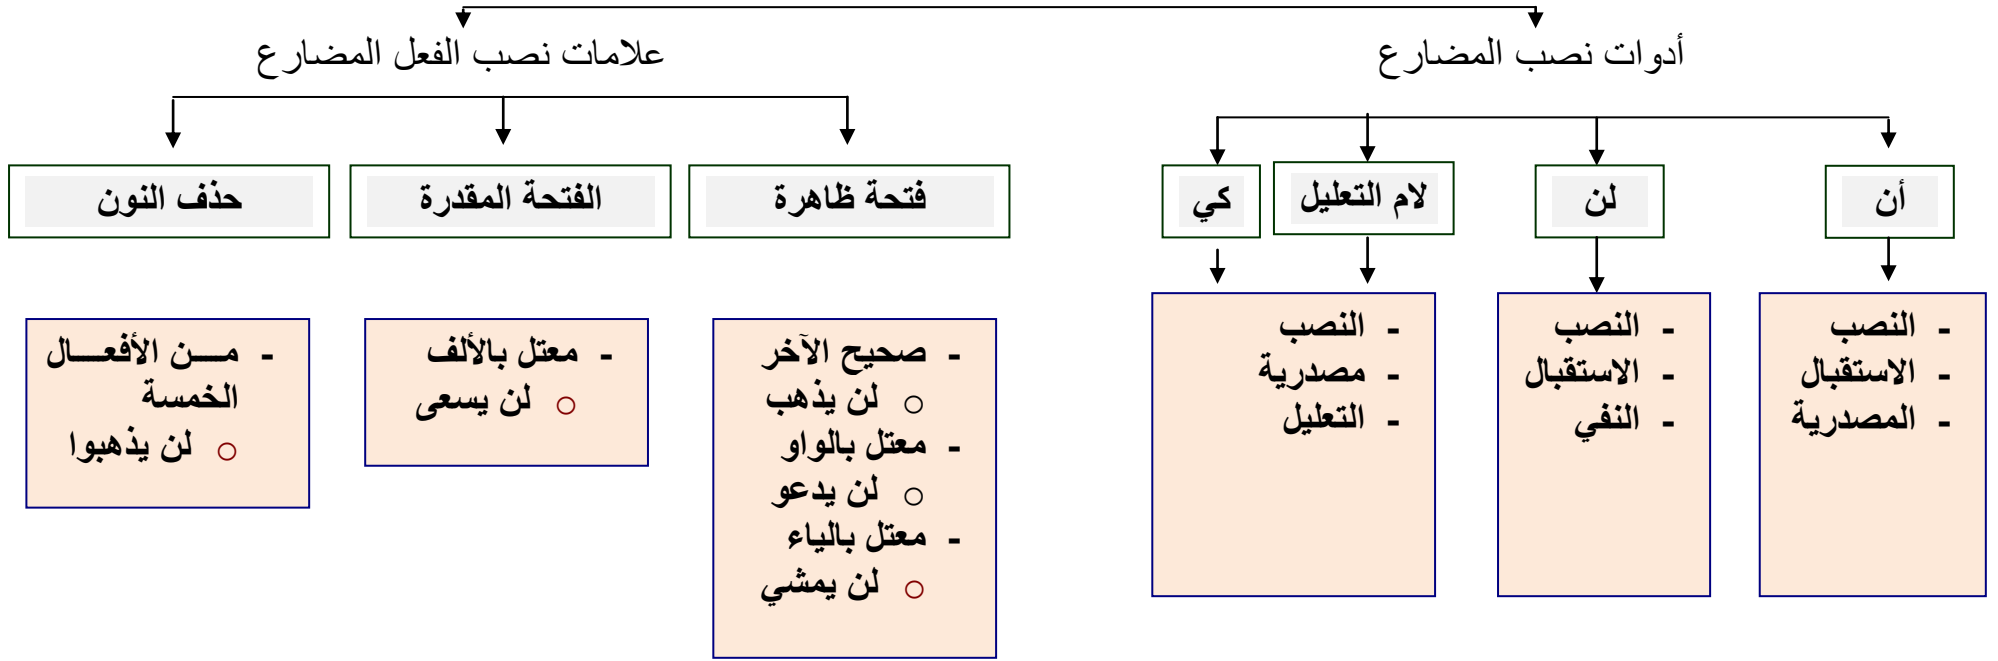 أدوات نصب المضارع
علامات نصب الفعل المضارع
أن
لن
لام التعليل
كي
فتحة ظاهرة
الفتحة المقدرة
حذف النون
- النصب
- الاستقبال
- المصدرية
- النصب
- الاستقبال
- النفي
- النصب
- مصدرية
- التعليل
- صحيح الآخر
○ لن يذهب
- معتل بالواو
○ لن يدعو
- معتل بالياء
○ لن يمشي
- معتل بالألف
○ لن يسعى
- مـــن الأفعـــال
الخمسة
○ لن يذهبوا